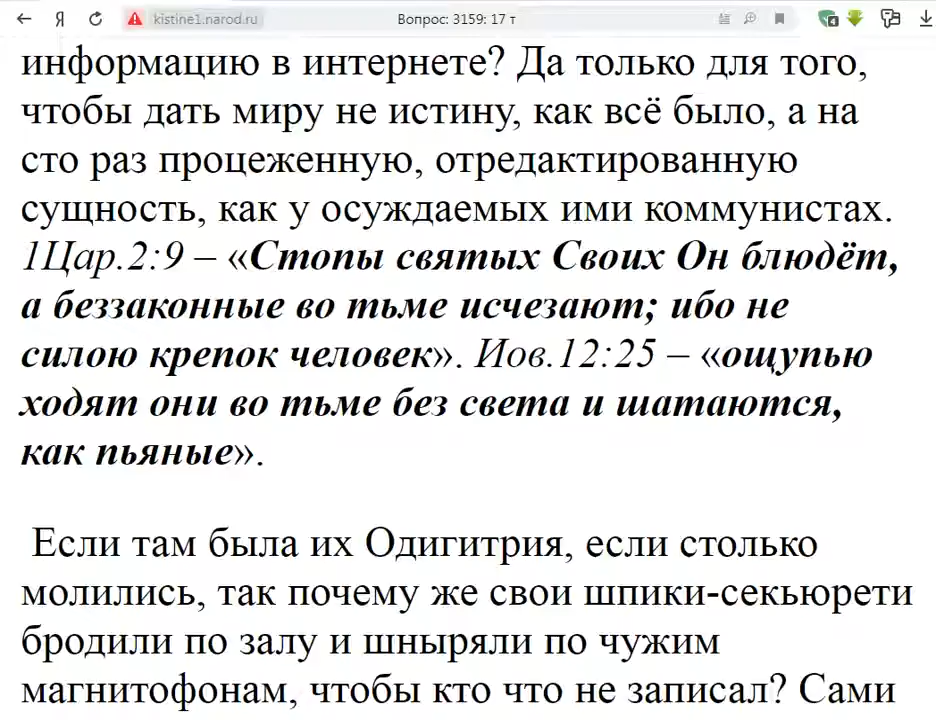 Я kistine1.narod.ru Вопрос: 3159: 17 т 4
информацию в интернете? Да только для того,
чтобы дать миру не истину, как всё было, а на
сто раз процеженную, отредактированную
сущность, как у осуждаемых ими коммунистах.
1Цар.2:9 – «Стопы святых Своих Он блюдёт,
а беззаконные во тьме исчезают; ибо не
силою крепок человек». Иов.12:25 – «ощупью
ходят они во тьме без света и шатаются,
как пьяные».
Если там была их Одигитрия, если столько
молились, так почему же свои шпики-секьюрети
бродили по залу и шныряли по чужим
магнитофонам, чтобы кто что не записал? Сами